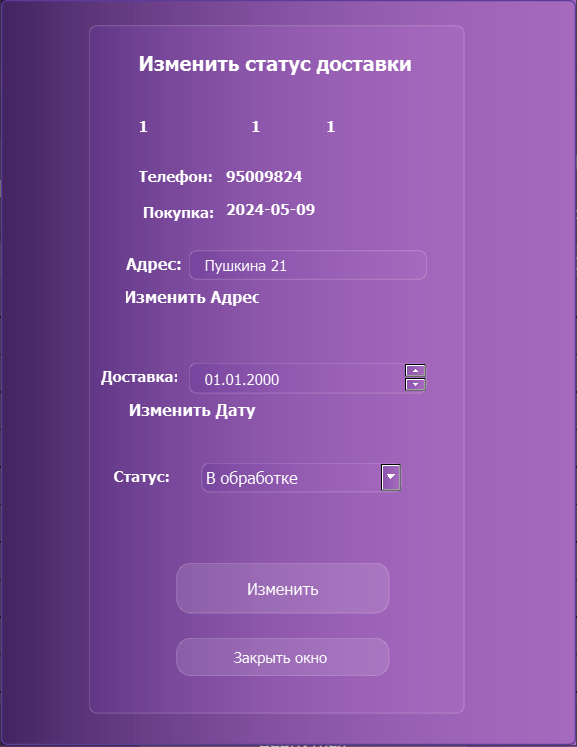 Изменить статус доставки
1 1 1
Телефон: 95009824
Покупка: 2024-05-09
Адрес: Пушкина 21
Изменить Адрес
Доставка: 01.01.2000
Изменить Дату
Статус: В обработке
Изменить
Закрыть окно